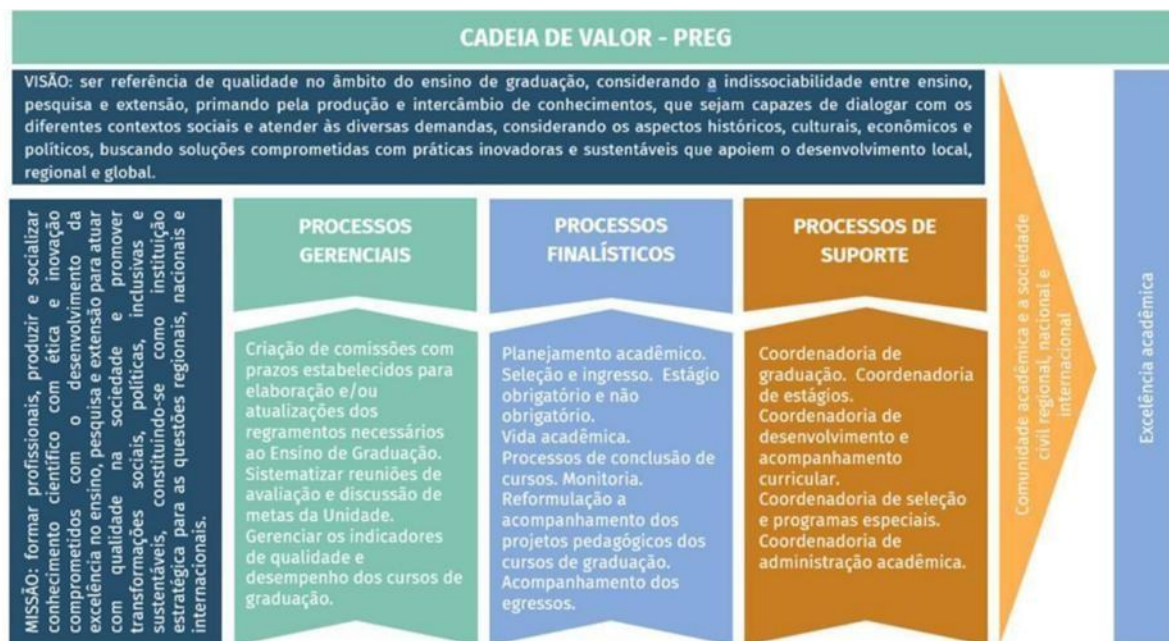 CADEIA DE VALOR - PREG
VISÃO: ser referência de qualidade no âmbito do ensino de graduação, considerando a indissociabilidade entre ensino,
pesquisa e extensão, primando pela produção e intercâmbio de conhecimentos, que sejam capazes de dialogar com os
diferentes contextos sociais e atender às diversas demandas, considerando os aspectos históricos, culturais, econômicos e
políticos, buscando soluções comprometidas com práticas inovadoras e sustentáveis que apoiem o desenvolvimento local,
regional e global.
MISSÃO: formar profissionais, produzir e socializar
conhecimento científico com ética e inovação
comprometidos com o desenvolvimento da
excelência no ensino, pesquisa e extensão para atuar
com qualidade na sociedade e promover
transformações sociais, políticas, inclusivas e
sustentáveis, constituindo-se como instituição
estratégica para as questões regionais, nacionais e
internacionais.
PROCESSOS
GERENCIAIS
Criação de comissões com
prazos estabelecidos para
elaboração e/ou
atualizações dos
regramentos necessários
ao Ensino de Graduação.
Sistematizar reuniões de
avaliação e discussão de
metas da Unidade.
Gerenciar os indicadores
de qualidade e
desempenho dos cursos de
graduação.
PROCESSOS
FINALÍSTICOS
Planejamento acadêmico.
Seleção e ingresso. Estágio
obrigatório e não
obrigatório.
Vida acadêmica.
Processos de conclusão de
cursos. Monitoria.
Reformulação a
acompanhamento dos
projetos pedagógicos dos
cursos de graduação.
Acompanhamento dos
egressos.
PROCESSOS DE
SUPORTE
Coordenadoria de
graduação. Coordenadoria
de estágios.
Coordenadoria de
desenvolvimento e
acompanhamento
curricular.
Coordenadoria de seleção
e programas especiais.
Coordenadoria de
administração acadêmica.
Comunidade acadêmica e a sociedade
civil regional, nacional e
internacional
Excelência acadêmica